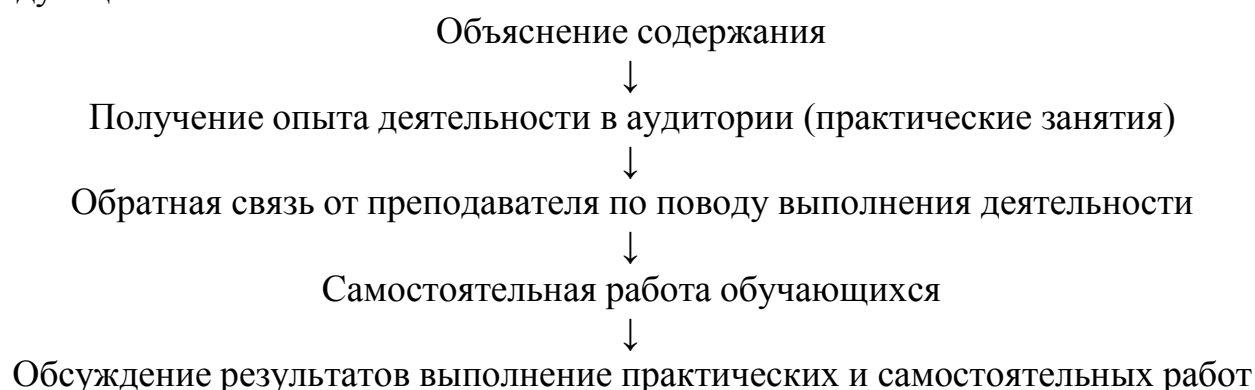 Объяснение содержания
↓
Получение опыта деятельности в аудитории (практические занятия)
↓
Обратная связь от преподавателя по поводу выполнения деятельности
↓
Самостоятельная работа обучающихся
↓
Обсуждение результатов выполнение практических и самостоятельных работ